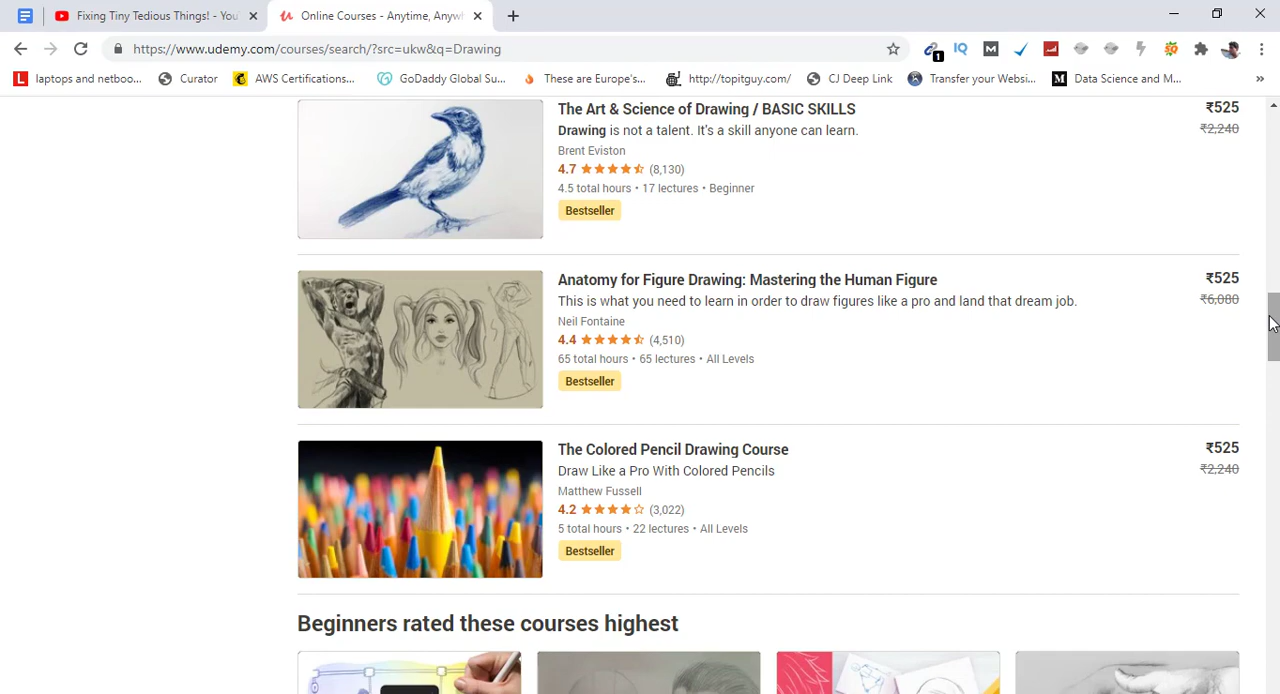 Fixing Tiny Tedious Things! - You
Online Courses - Anytime, Anywh
https://www.udemy.com/courses/search/?src=ukw&q=Drawing
1
IQ
M
L laptops and netboo...
Curator
AWS Certifications...
GoDaddy Global Su...
These are Europe's...
http://topitguy.com/
CJ Deep Link
Transfer your Websi...
M Data Science and M...
»
The Art & Science of Drawing / BASIC SKILLS
₹525
Drawing is not a talent. It's a skill anyone can learn.
₹2,240
Brent Eviston
4.7 (8,130)
4.5 total hours • 17 lectures • Beginner
Bestseller
Anatomy for Figure Drawing: Mastering the Human Figure
₹525
This is what you need to learn in order to draw figures like a pro and land that dream job.
₹6,080
Neil Fontaine
4.4 (4,510)
65 total hours • 65 lectures • All Levels
Bestseller
The Colored Pencil Drawing Course
₹525
Draw Like a Pro With Colored Pencils
₹2,240
Matthew Fussell
4.2 (3,022)
5 total hours • 22 lectures • All Levels
Bestseller
Beginners rated these courses highest